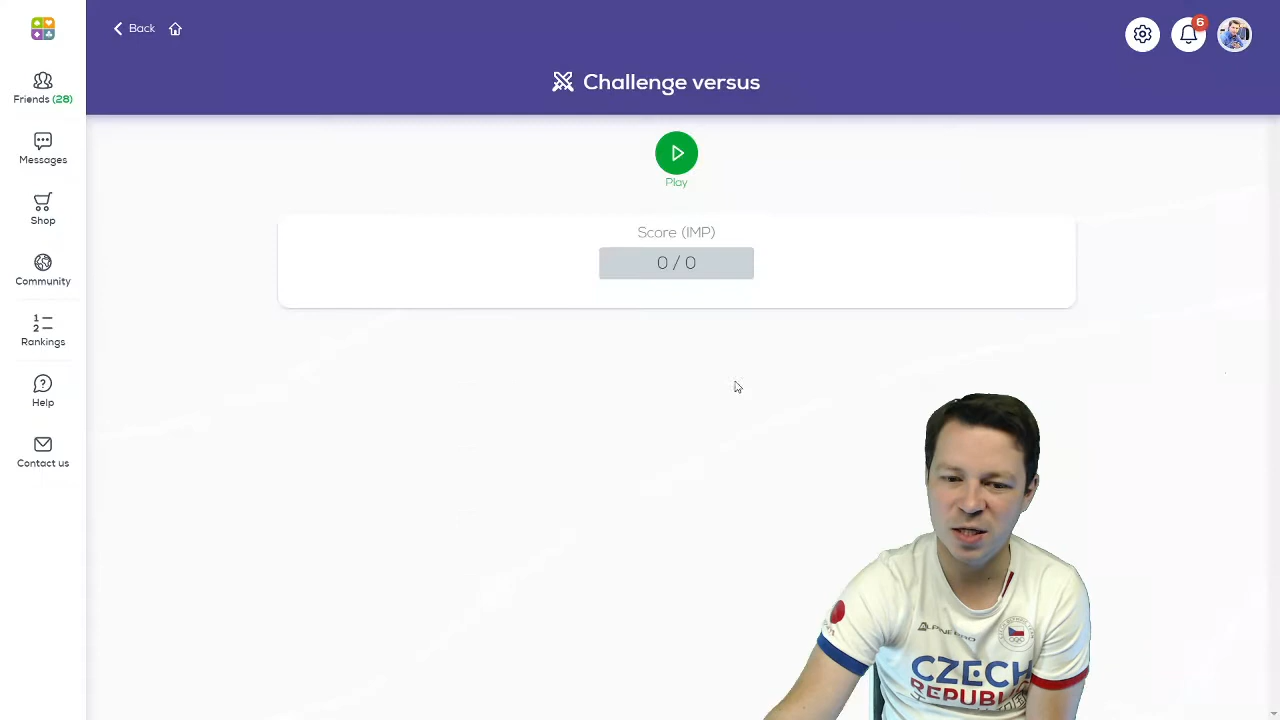 Back
6
Friends (28)
Challenge versus
Messages
Play
Shop
Score (IMP)
0 / 0
Community
1
2
Rankings
?
Help
Contact us
ALPINE PRO
CZECH